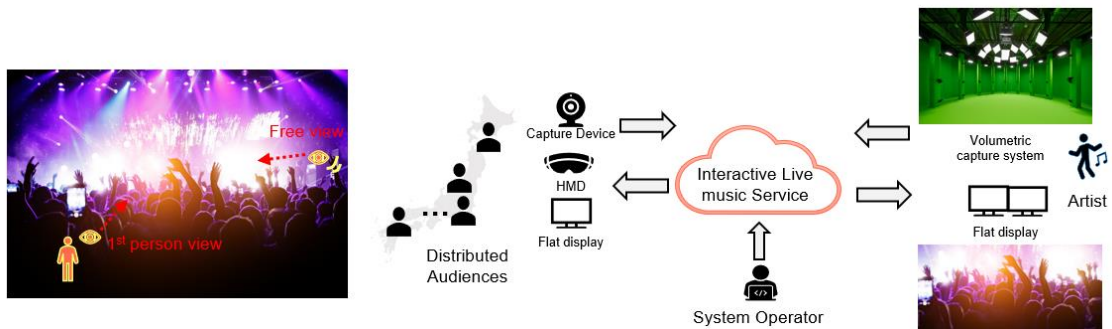 Free view
1st person view
Distributed
Audiences
Capture Device
HMD
Flat display
Interactive Live
music Service
</>
System Operator
Volumetric
capture system
Artist
Flat display